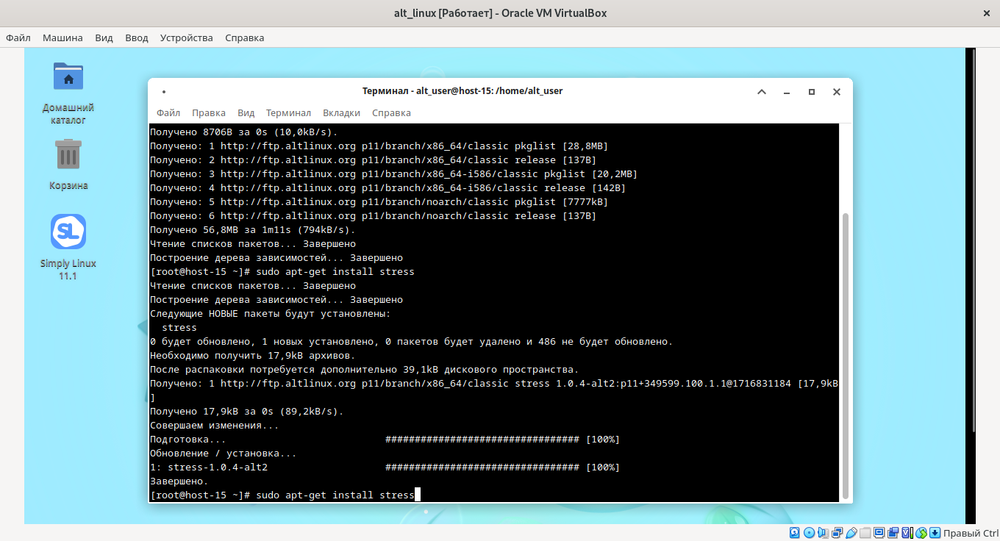 alt_linux [Работает] - Oracle VM VirtualBox
Файл Машина Вид Ввод Устройства Справка
Домашний
каталог
Корзина
SL
Simply Linux
11.1
Терминал - alt_user@host-15: /home/alt_user
Файл Правка Вид Терминал Вкладки Справка
Получено 8706B за 0s (10,0kB/s).
Получено: 1 http://ftp.altlinux.org p11/branch/x86_64/classic pkglist [28,8MB]
Получено: 2 http://ftp.altlinux.org p11/branch/x86_64/classic release [137B]
Получено: 3 http://ftp.altlinux.org p11/branch/x86_64-i586/classic pkglist [20,2MB]
Получено: 4 http://ftp.altlinux.org p11/branch/x86_64-i586/classic release [142B]
Получено: 5 http://ftp.altlinux.org p11/branch/noarch/classic pkglist [7777kB]
Получено: 6 http://ftp.altlinux.org p11/branch/noarch/classic release [137B]
Получено 56,8MB за 1m11s (794kB/s).
Чтение списков пакетов... Завершено
Построение дерева зависимостей... Завершено
[root@host-15 ~]# sudo apt-get install stress
Чтение списков пакетов... Завершено
Построение дерева зависимостей... Завершено
Следующие НОВЫЕ пакеты будут установлены:
  stress
0 будет обновлено, 1 новых установлено, 0 пакетов будет удалено и 486 не будет обновлено.
Необходимо получить 17,9kB архивов.
После распаковки потребуется дополнительно 39,1kB дискового пространства.
Получено: 1 http://ftp.altlinux.org p11/branch/x86_64/classic stress 1.0.4-alt2:p11+349599.100.1.1@1716831184 [17,9kB
]
Получено 17,9kB за 0s (89,2kB/s).
Совершаем изменения...
Подготовка... ################################# [100%]
Обновление / установка...
1: stress-1.0.4-alt2 ################################# [100%]
Завершено.
[root@host-15 ~]# sudo apt-get install stress
Правый Ctrl